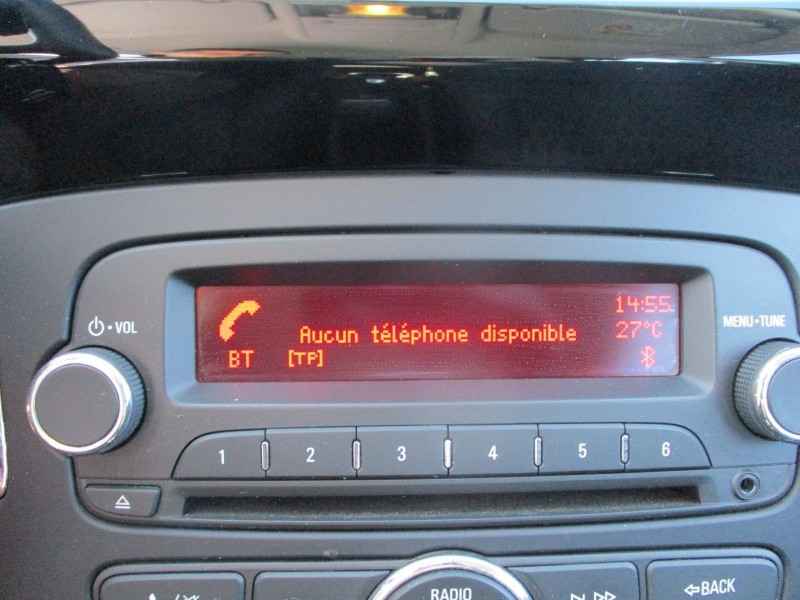 14:55
⏻•VOL
MENU•TUNE
Aucun téléphone disponible
27°C
BT [TP]
1 2 3 4 5 6
RADIO
BACK